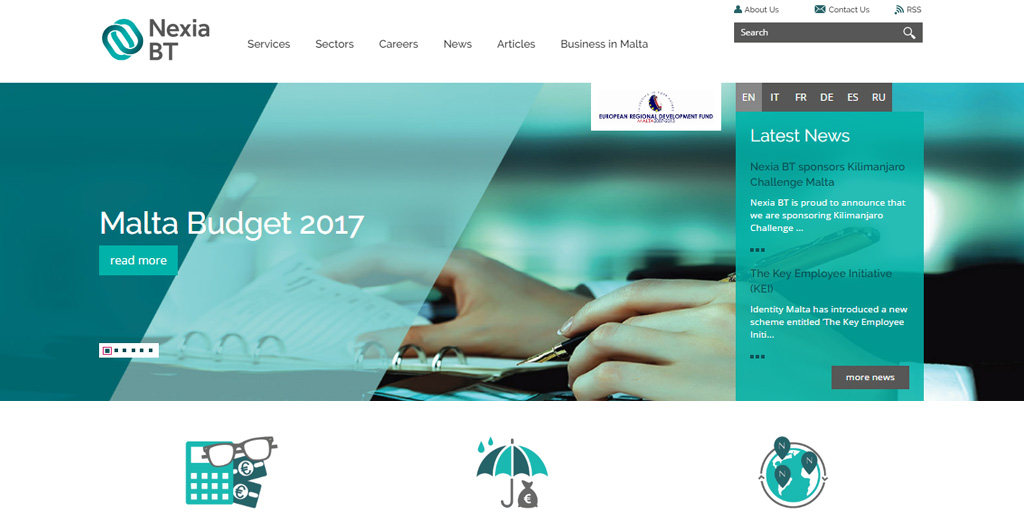 About Us
Contact Us
RSS
Nexia
BT
Services
Sectors
Careers
News
Articles
Business in Malta
Search
EUROPEAN REGIONAL DEVELOPMENT FUND
EN
IT
FR
DE
ES
RU
Latest News
Nexia BT sponsors Kilimanjaro
Challenge Malta
Nexia BT is proud to announce that
we are sponsoring Kilimanjaro
Challenge ...
Malta Budget 2017
read more
The Key Employee Initiative
(KEI)
Identity Malta has introduced a new
scheme entitled 'The Key Employee
Initi...
more news
€
€
€
N
N
N